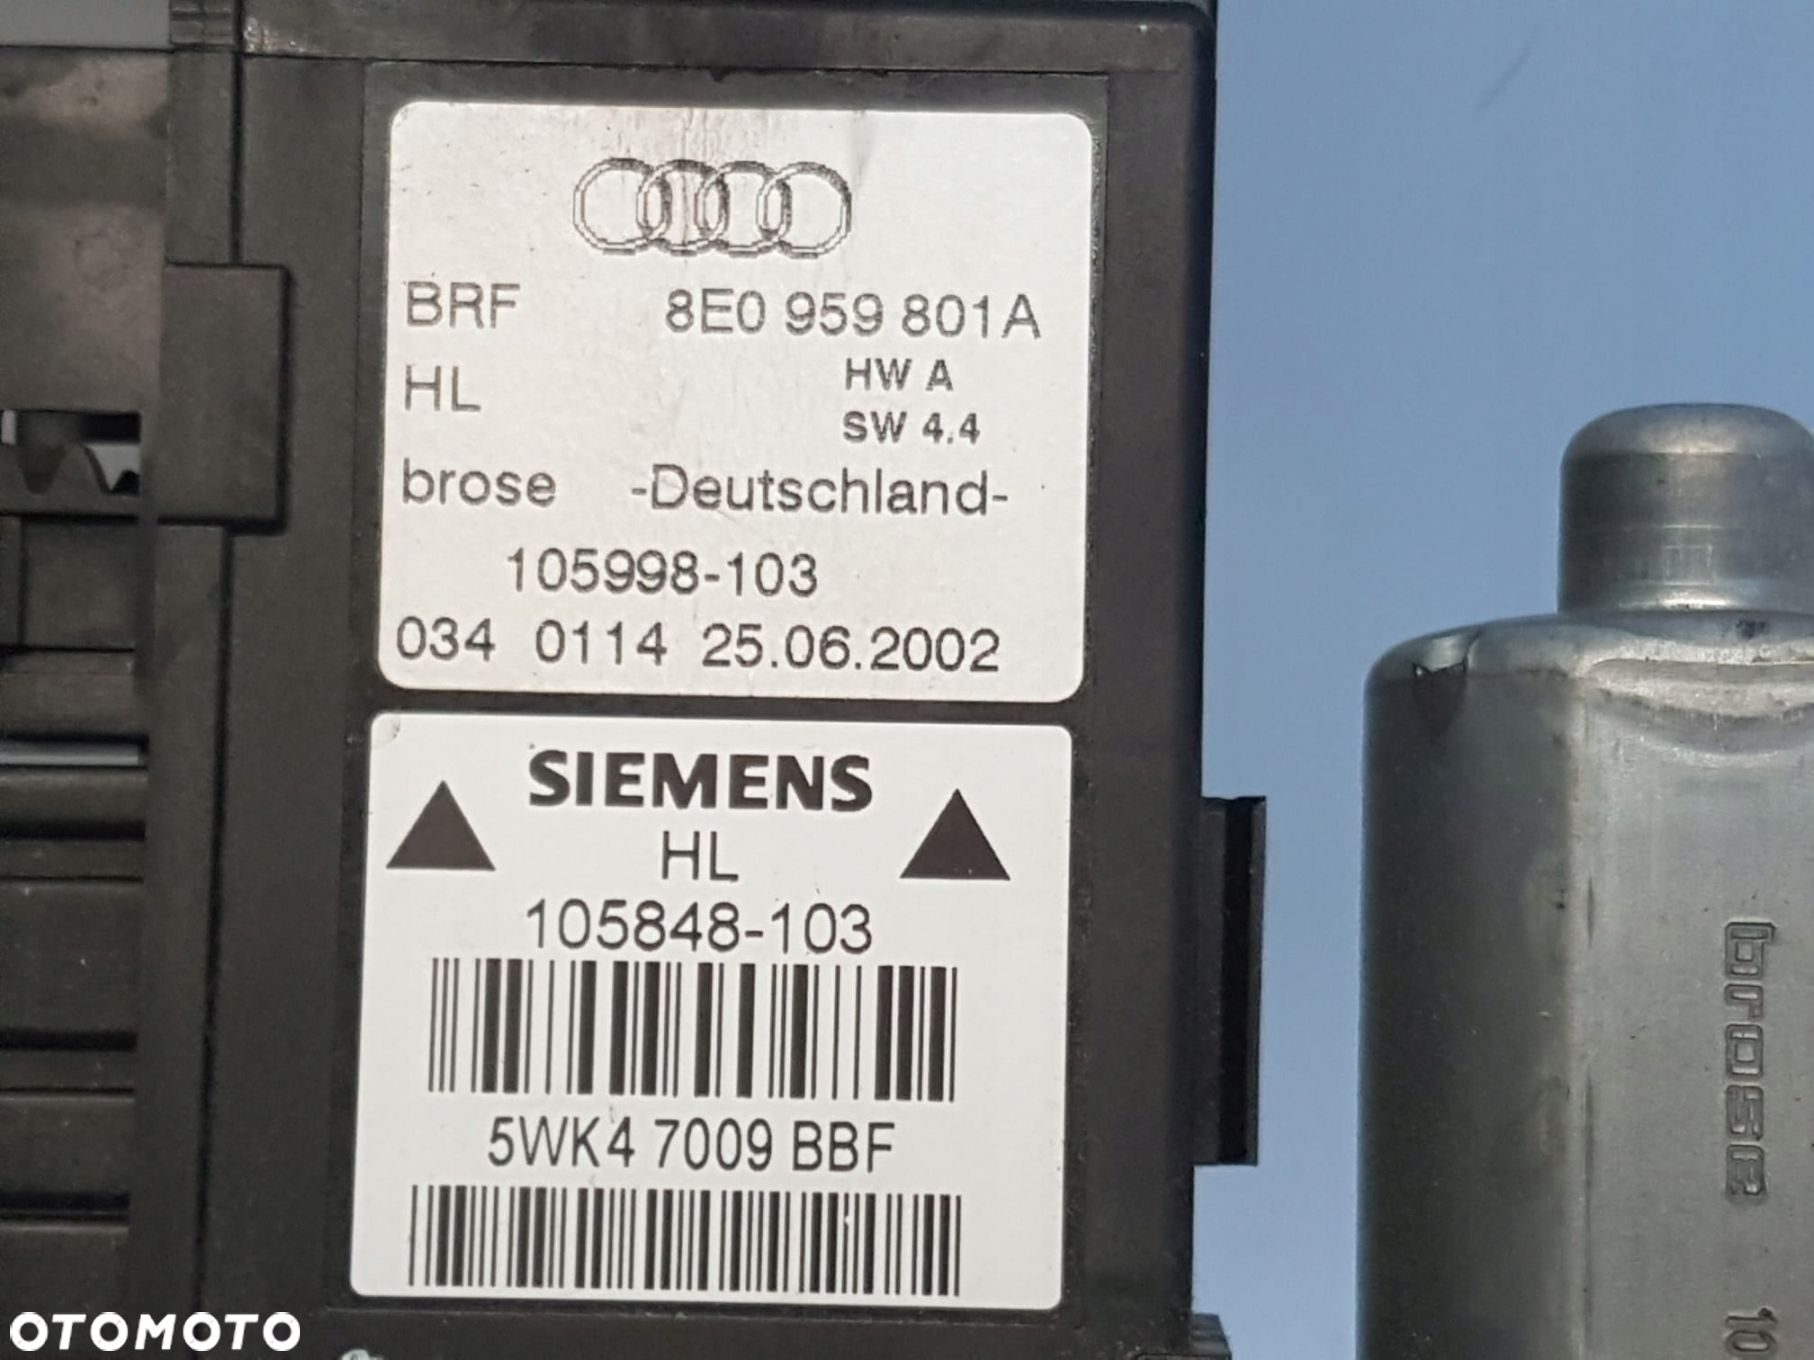 BRF 8E0 959 801A
HL HW A
SW 4.4
brose -Deutschland-
105998-103
034 0114 25.06.2002
SIEMENS
HL
105848-103
5WK4 7009 BBF
brose
10
OTOMOTO